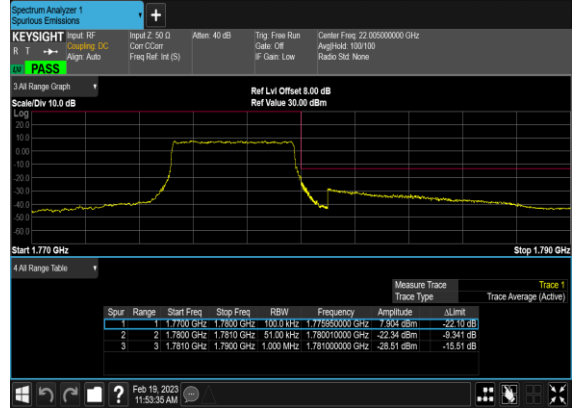 Spectrum Analyzer 1
Spurious Emissions
KEYSIGHT Input: RF Input Z: 50 Ω Atten: 40 dB Trig: Free Run Center Freq: 22.005000000 GHz
R T Coupling: DC Corr CCorr Gate: Off Avg|Hold: 100/100
Align: Auto Freq Ref: Int (S) IF Gain: Low Radio Std: None
PASS
3 All Range Graph
Ref Lvl Offset 8.00 dB
Scale/Div 10.0 dB Ref Value 30.00 dBm
Log
20.0
10.0
0.00
-10.0
-20.0
-30.0
-40.0
-50.0
-60.0
Start 1.770 GHz Stop 1.790 GHz
4 All Range Table
Measure Trace Trace 1
Trace Type Trace Average (Active)
Spur Range Start Freq Stop Freq RBW Frequency Amplitude ΔLimit
1 1 1.7700 GHz 1.7800 GHz 100.0 kHz 1.775950000 GHz 7.904 dBm -22.10 dB
2 2 1.7800 GHz 1.7810 GHz 51.00 kHz 1.780010000 GHz -22.34 dBm -9.341 dB
3 3 1.7810 GHz 1.7900 GHz 1.000 MHz 1.781000000 GHz -28.51 dBm -15.51 dB
Feb 19, 2023
11:53:35 AM